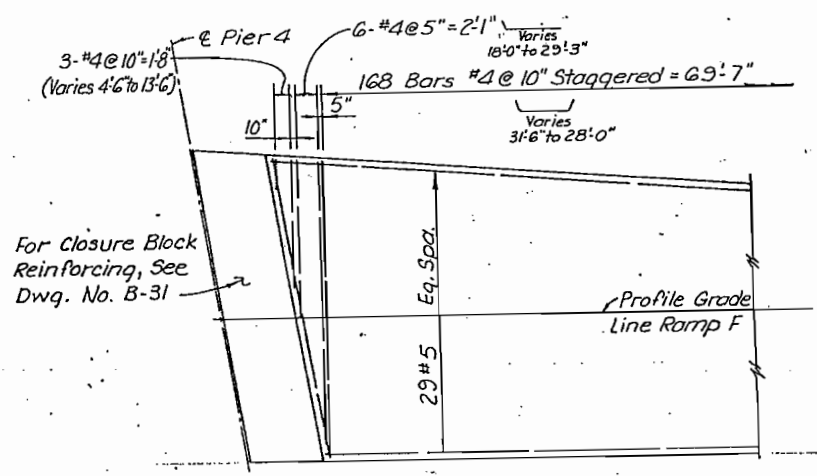 ℄ Pier 4
6-#4@5"=2'-1"
Varies
18'-0" to 29'-3"
3-#4@10"=1'-8"
(Varies 4'-6" to 13'-6")
168 Bars #4 @ 10" Staggered = 69'-7"
5"
10"
Varies
31'-6" to 28'-0"
For Closure Block
Reinforcing, See
Dwg. No. B-31
Eq. Spa.
29#5
Profile Grade
Line Ramp F